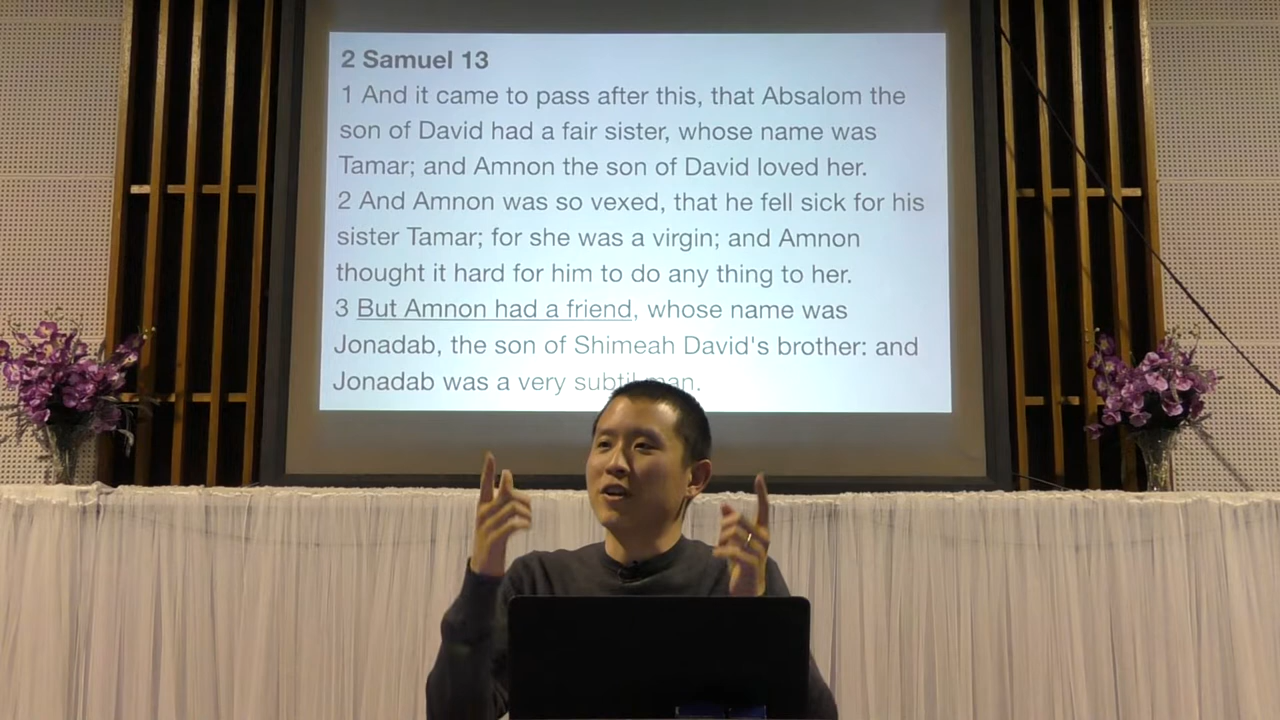 2 Samuel 13
1 And it came to pass after this, that Absalom the
son of David had a fair sister, whose name was
Tamar; and Amnon the son of David loved her.
2 And Amnon was so vexed, that he fell sick for his
sister Tamar; for she was a virgin; and Amnon
thought it hard for him to do any thing to her.
3 But Amnon had a friend, whose name was
Jonadab, the son of Shimeah David's brother: and
Jonadab was a very subtil man.